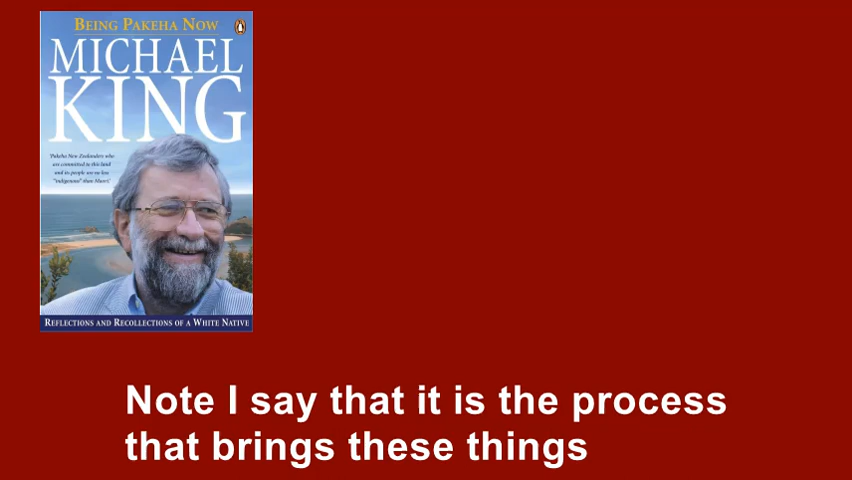 BEING PAKEHA NOW
MICHAEL
KING
'Pakeha New Zealanders who
are committed to this land
and its people are no less
"indigenous" than Maori.'
REFLECTIONS AND RECOLLECTIONS OF A WHITE NATIVE
Note I say that it is the process
that brings these things